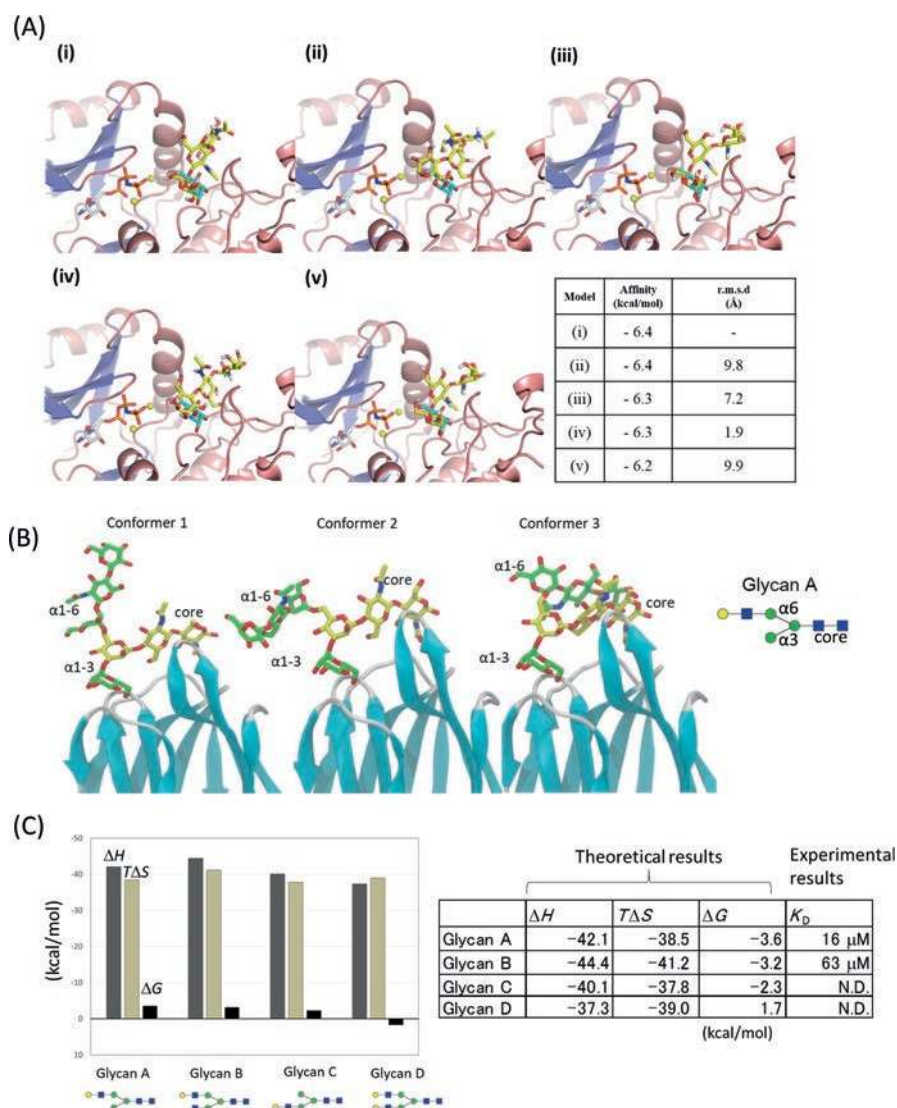 (A)
(i)
(ii)
(iii)
(iv)
(v)
Model Affinity (kcal/mol) r.m.s.d (Å)
(i) - 6.4 -
(ii) - 6.4 9.8
(iii) - 6.3 7.2
(iv) - 6.3 1.9
(v) - 6.2 9.9
(B)
Conformer 1
Conformer 2
Conformer 3
α1-6
core
α1-3
α1-6
core
α1-3
α1-6
core
α1-3
Glycan A
α6
α3
core
(C)
(kcal/mol)
-50
-40
-30
-20
-10
0
10
ΔH
TΔS
ΔG
Glycan A
Glycan B
Glycan C
Glycan D
Theoretical results
Experimental results
ΔH TΔS ΔG KD
Glycan A −42.1 −38.5 −3.6 16 μM
Glycan B −44.4 −41.2 −3.2 63 μM
Glycan C −40.1 −37.8 −2.3 N.D.
Glycan D −37.3 −39.0 1.7 N.D.
(kcal/mol)